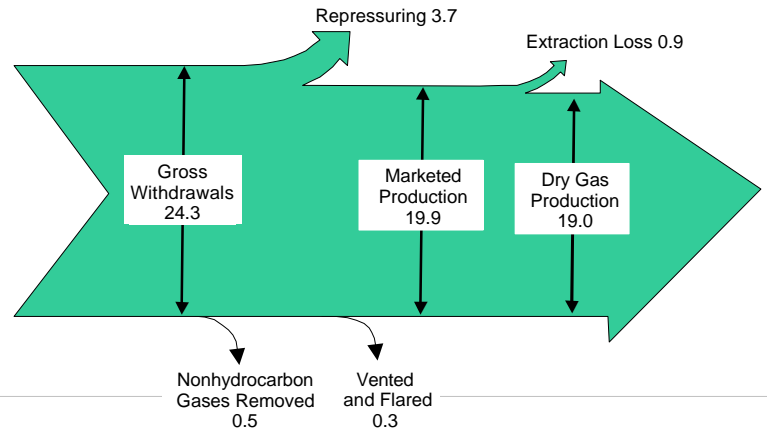 Repressuring 3.7
Extraction Loss 0.9
Gross
Withdrawals
24.3
Marketed
Production
19.9
Dry Gas
Production
19.0
Nonhydrocarbon
Gases Removed
0.5
Vented
and Flared
0.3